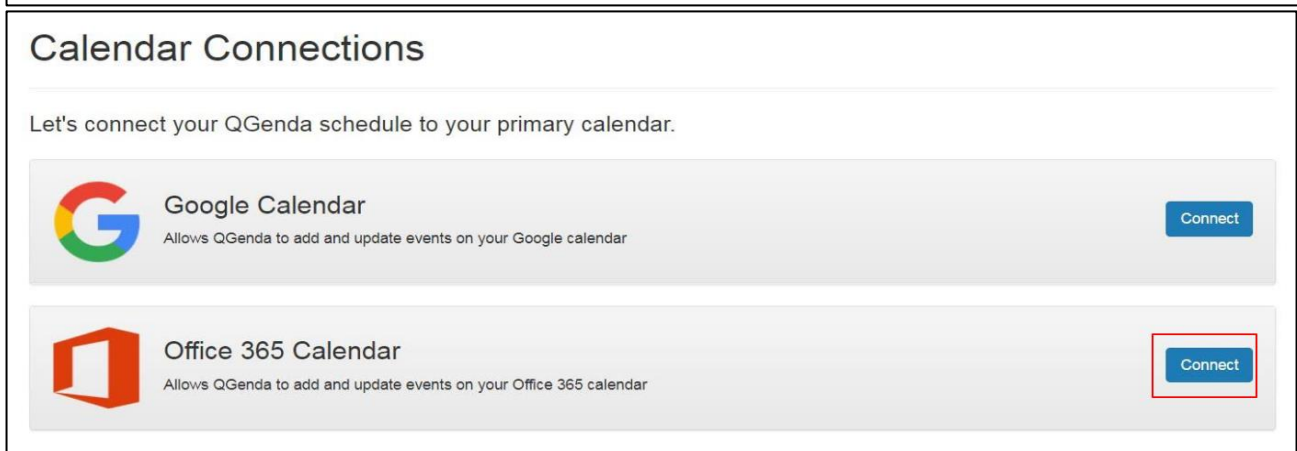 Calendar Connections
Let's connect your QGenda schedule to your primary calendar.
Google Calendar
Allows QGenda to add and update events on your Google calendar
Connect
Office 365 Calendar
Allows QGenda to add and update events on your Office 365 calendar
Connect